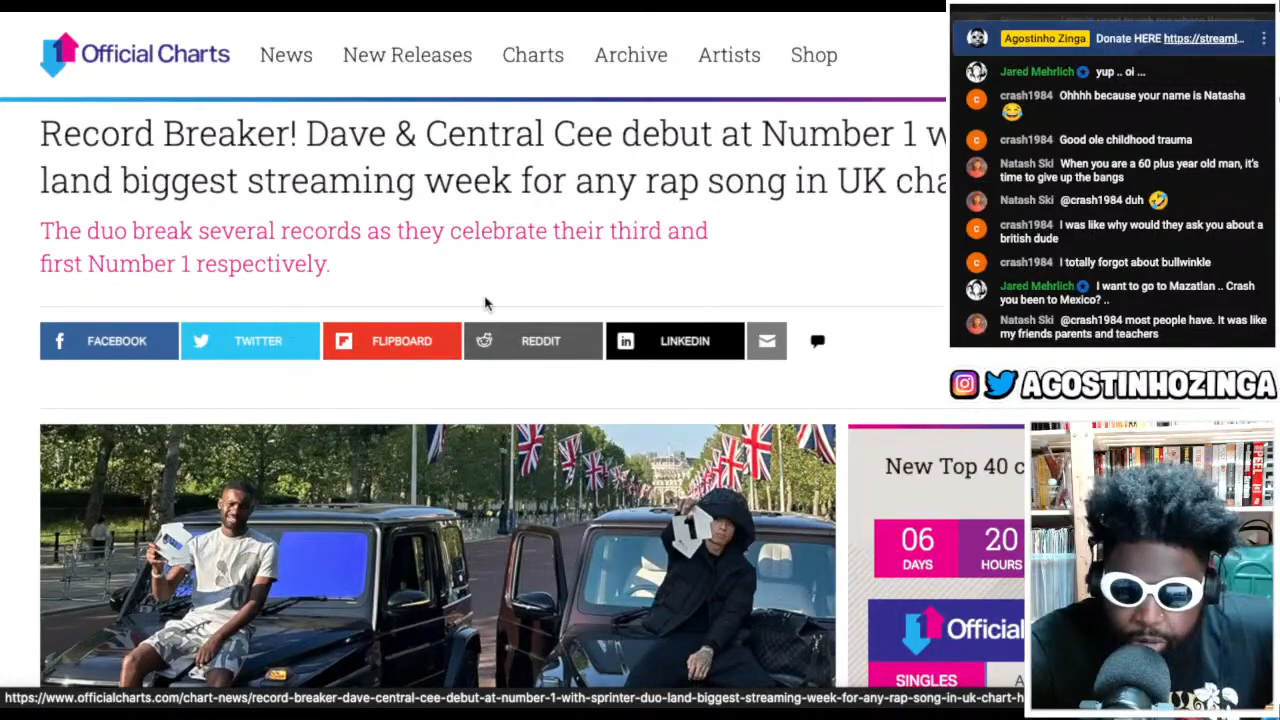 Official Charts
News
New Releases
Charts
Archive
Artists
Shop
Record Breaker! Dave & Central Cee debut at Number 1 w
land biggest streaming week for any rap song in UK cha
The duo break several records as they celebrate their third and
first Number 1 respectively.
FACEBOOK
TWITTER
FLIPBOARD
REDDIT
LINKEDIN
New Top 40 c
06
DAYS
20
HOURS
Official
SINGLES
https://www.officialcharts.com/chart-news/record-breaker-dave-central-cee-debut-at-number-1-with-sprinter-duo-land-biggest-streaming-week-for-any-rap-song-in-uk-chart-h
Agostinho Zinga Donate HERE https://streaml...
Jared Mehrlich yup .. oi ...
crash1984 Ohhhh because your name is Natasha
crash1984 Good ole childhood trauma
Natash Ski When you are a 60 plus year old man, it's
time to give up the bangs
Natash Ski @crash1984 duh
crash1984 I was like why would they ask you about a
british dude
crash1984 I totally forgot about bullwinkle
Jared Mehrlich I want to go to Mazatlan .. Crash
you been to Mexico? ..
Natash Ski @crash1984 most people have. It was like
my friends parents and teachers
AGOSTINHOZINGA